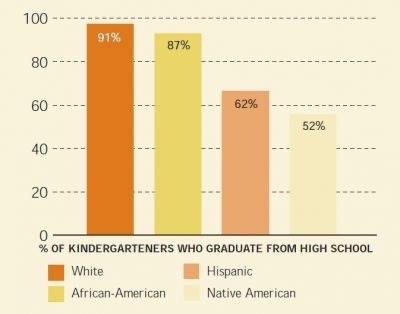 100
80
60
40
20
0
91%
87%
62%
52%
% OF KINDERGARTENERS WHO GRADUATE FROM HIGH SCHOOL
White
Hispanic
African-American
Native American